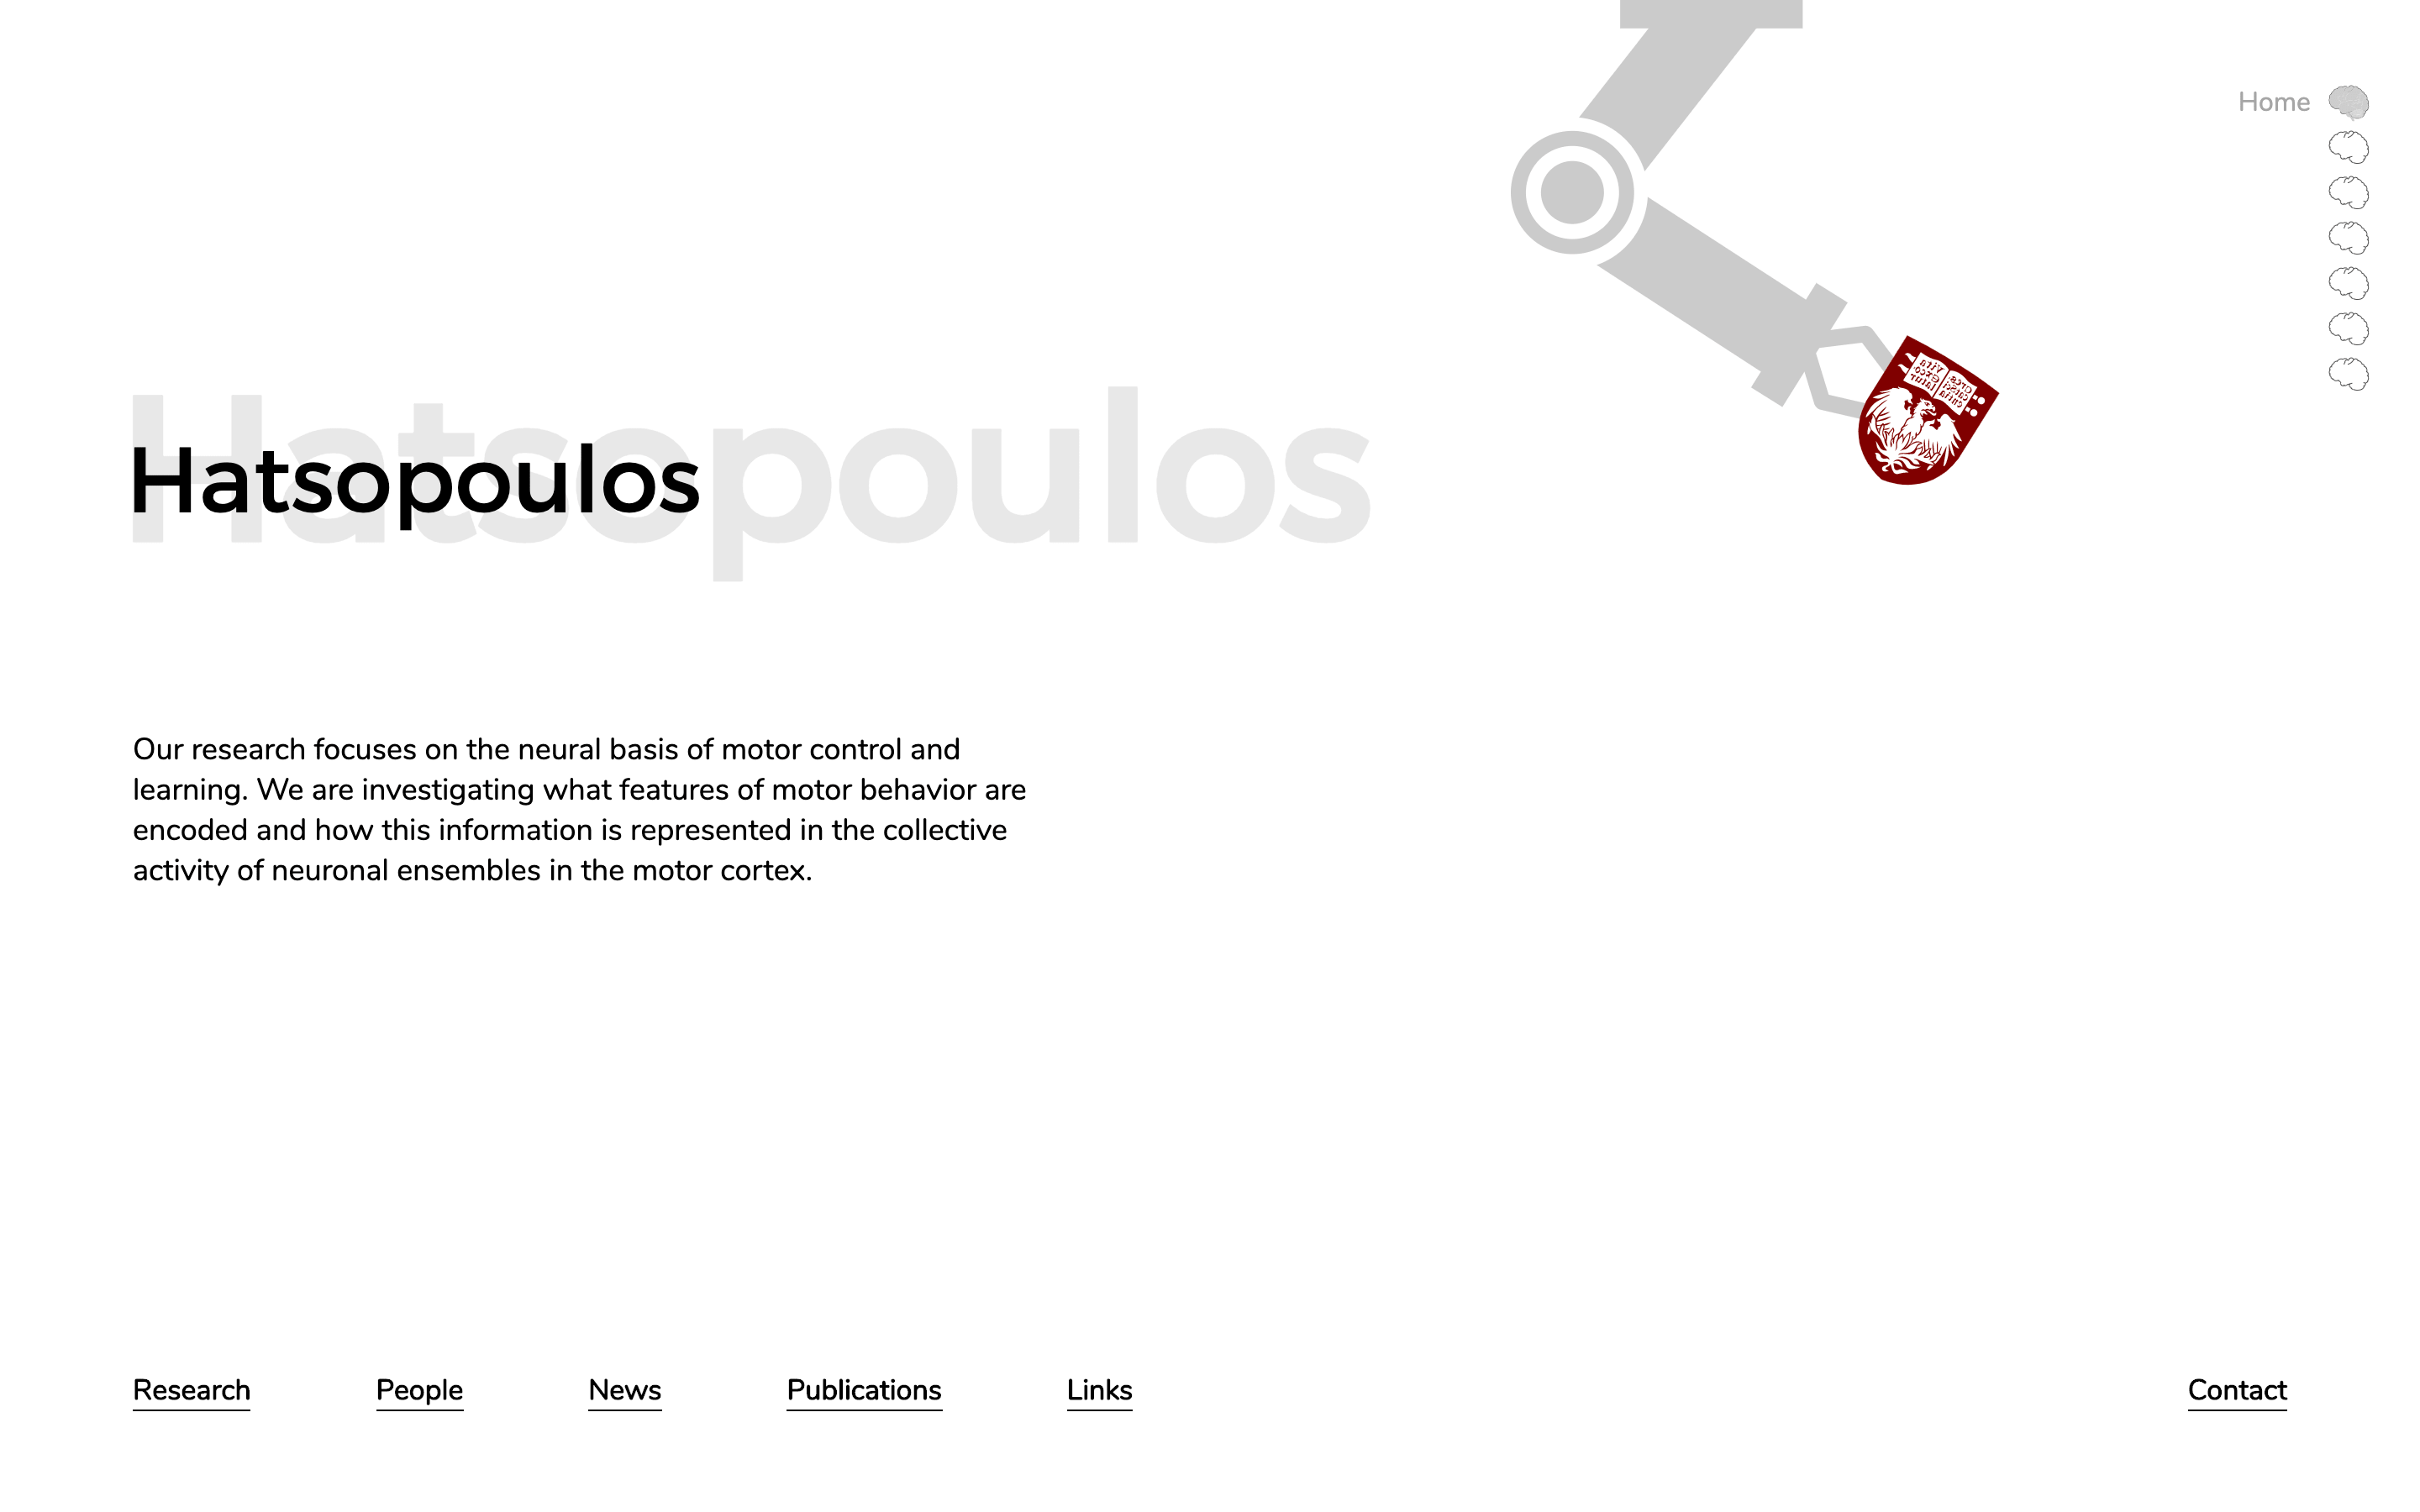 Home
Hatsopoulos
Hatsopoulos
Our research focuses on the neural basis of motor control and
learning. We are investigating what features of motor behavior are
encoded and how this information is represented in the collective
activity of neuronal ensembles in the motor cortex.
Research People News Publications Links Contact